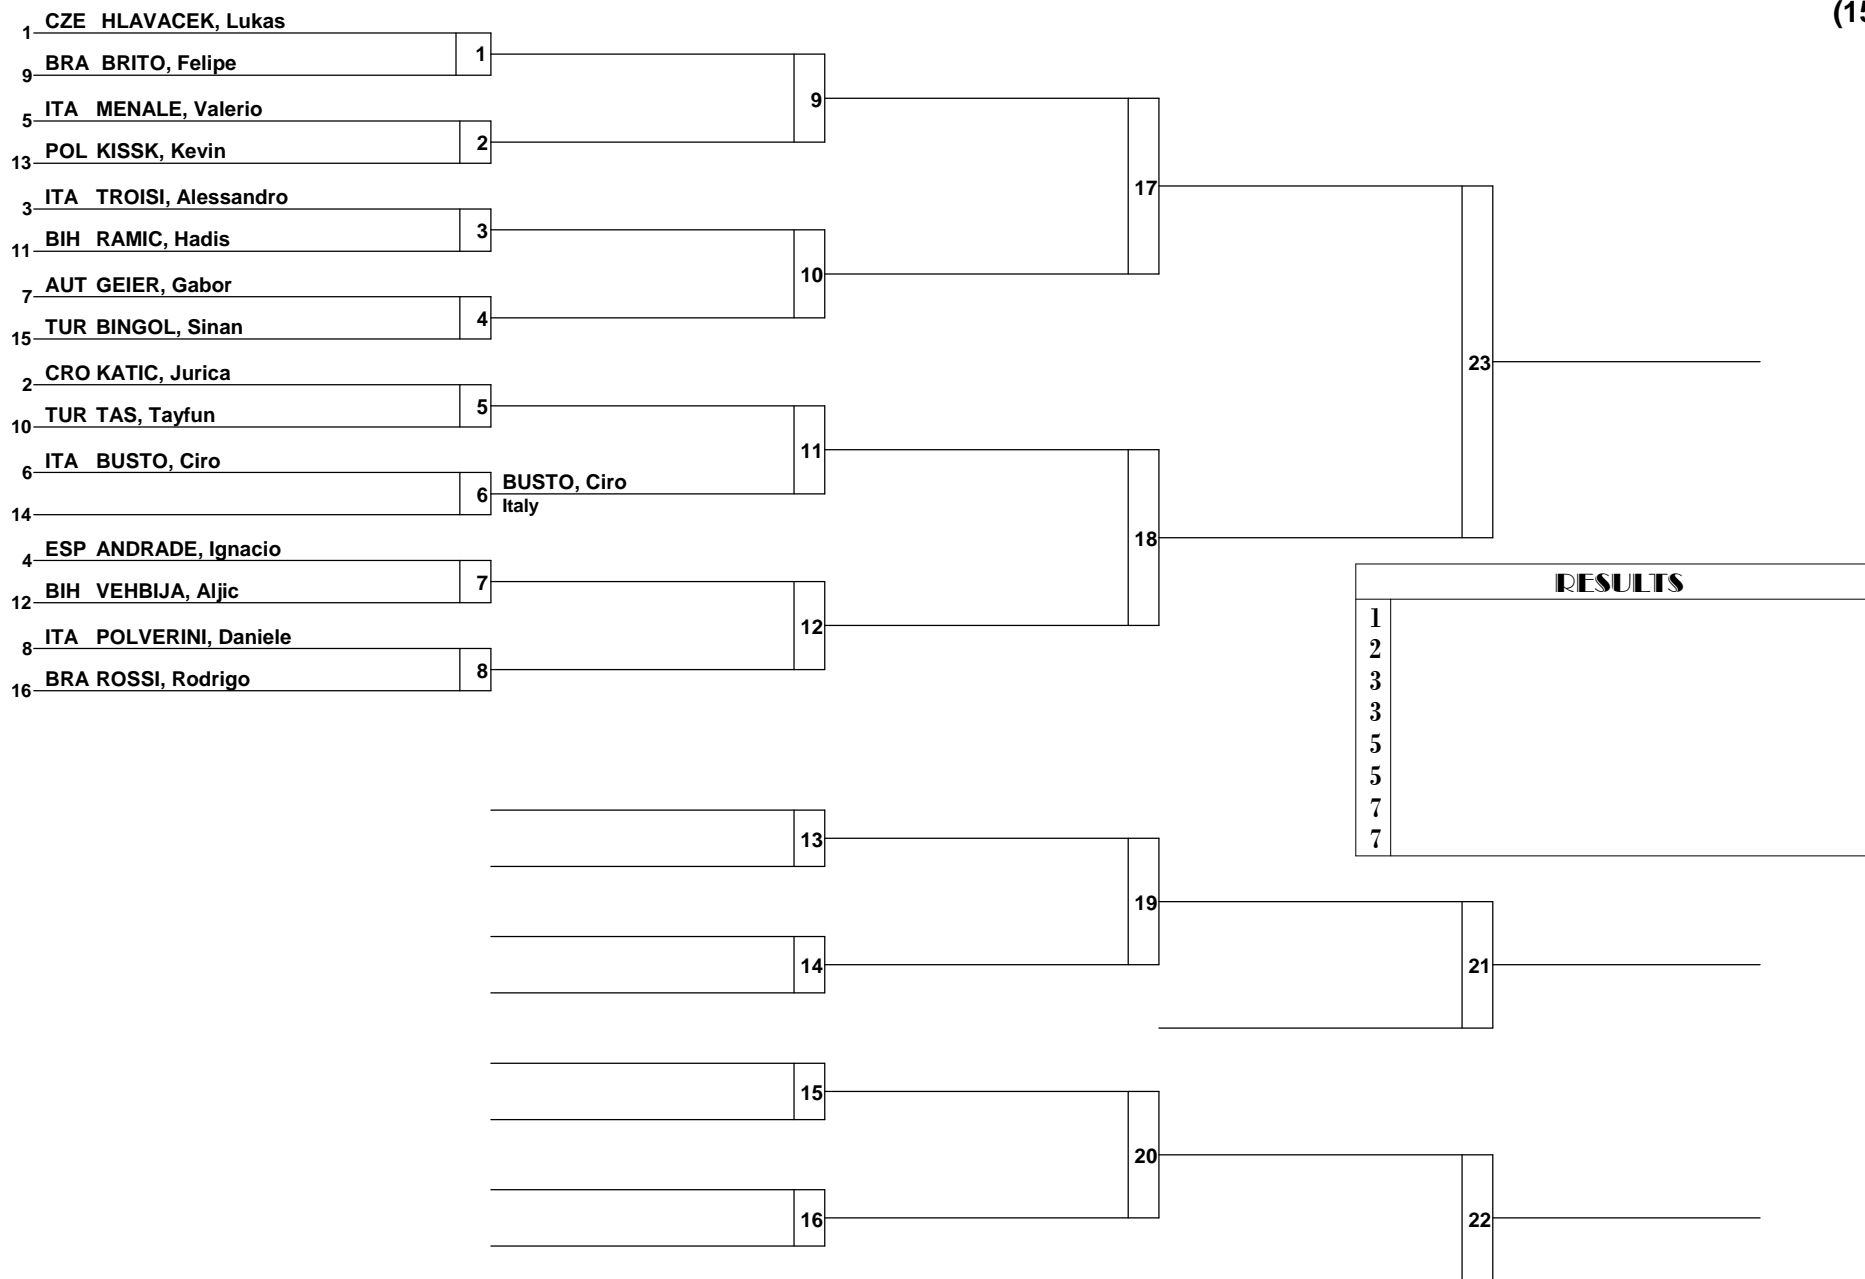 (15
CZE HLAVACEK, Lukas
1
1
BRA BRITO, Felipe
9
9
ITA MENALE, Valerio
5
2
POL KISSK, Kevin
13
17
ITA TROISI, Alessandro
3
3
BIH RAMIC, Hadis
11
10
AUT GEIER, Gabor
7
4
TUR BINGOL, Sinan
15
23
CRO KATIC, Jurica
2
5
TUR TAS, Tayfun
10
11
ITA BUSTO, Ciro
6
6
BUSTO, Ciro
Italy
14
18
ESP ANDRADE, Ignacio
4
7
BIH VEHBIJA, Aljic
12
12
ITA POLVERINI, Daniele
8
8
BRA ROSSI, Rodrigo
16
RESULTS
1
2
3
3
5
5
7
7
13
19
14
21
15
20
16
22